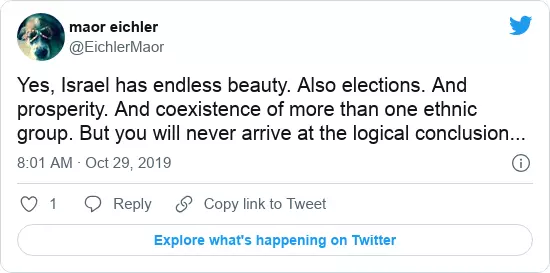 maor eichler
@EichlerMaor
Yes, Israel has endless beauty. Also elections. And
prosperity. And coexistence of more than one ethnic
group. But you will never arrive at the logical conclusion...
8:01 AM · Oct 29, 2019
1 Reply Copy link to Tweet
Explore what's happening on Twitter